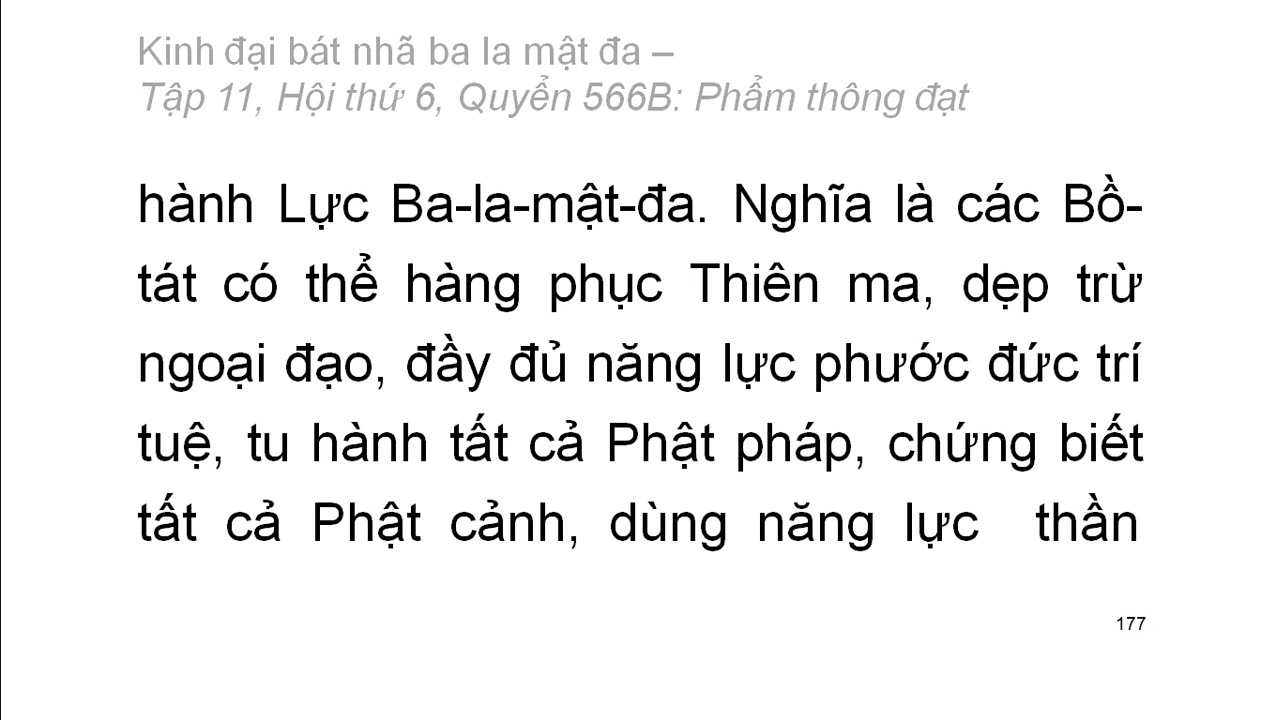 Kinh đại bát nhã ba la mật đa –
Tập 11, Hội thứ 6, Quyển 566B: Phẩm thông đạt
hành Lực Ba-la-mật-đa. Nghĩa là các Bồ-
tát có thể hàng phục Thiên ma, dẹp trừ
ngoại đạo, đầy đủ năng lực phước đức trí
tuệ, tu hành tất cả Phật pháp, chứng biết
tất cả Phật cảnh, dùng năng lực thần
177